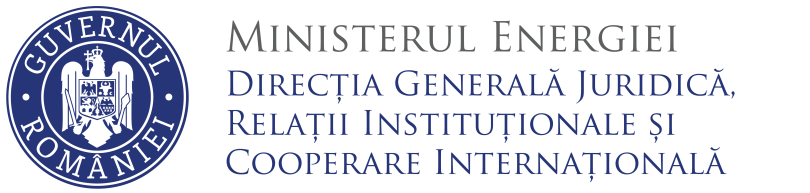 GUVERNUL
ROMÂNIEI
MINISTERUL ENERGIEI
DIRECȚIA GENERALĂ JURIDICĂ,
RELAȚII INSTITUȚIONALE ȘI
COOPERARE INTERNAȚIONALĂ